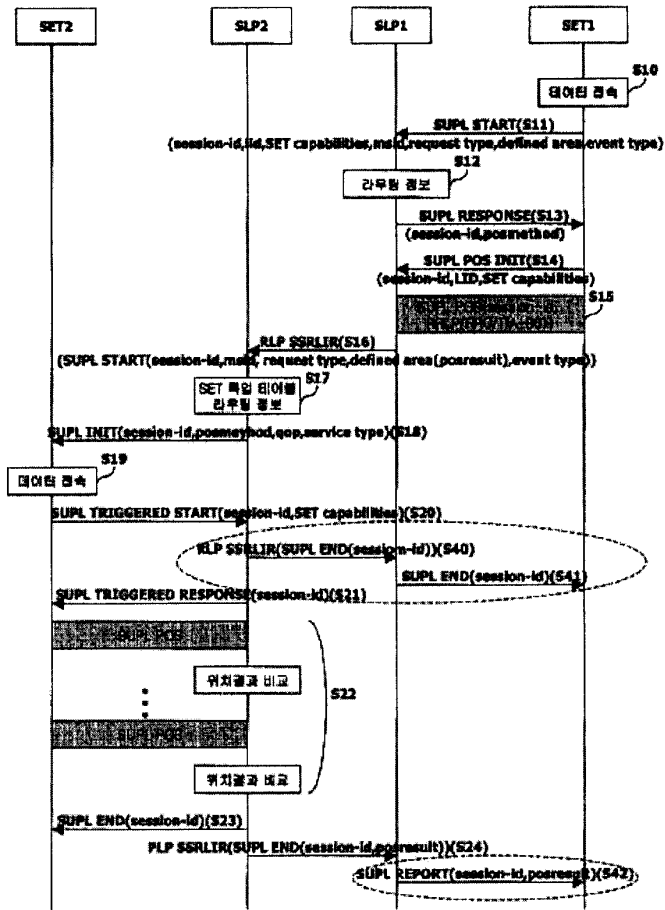 SET2 SLP2 SLP1 SET1
S10
데이터 접속
SUPL START(S11)
(session-id,lid,SET capabilities,msid,request type,defined area,event type)
S12
라우팅 정보
SUPL RESPONSE(S13)
(session-id,posmethod)
SUPL POS INIT(S14)
(session-id,LID,SET capabilities)
S15
RLP SSRLIR(S16)
(SUPL START(session-id,msid, request type,defined area(posresult),event type))
S17
SET 룩업 테이블
라우팅 정보
SUPL INIT(session-id,posmeyhod,qop,service type)(S18)
S19
데이터 접속
SUPL TRIGGERED START(session-id,SET capabilities)(S20)
RLP SSRLIR(SUPL END(session-id))(S40)
SUPL END(session-id)(S41)
SUPL TRIGGERED RESPONSE(session-id)(S21)
SUPL POS
위치결과 비교
S22
SUPL POS
위치결과 비교
SUPL END(session-id)(S23)
PLP SSRLIR(SUPL END(session-id,posresult))(S24)
SUPL REPORT(session-id,posresult)(S42)